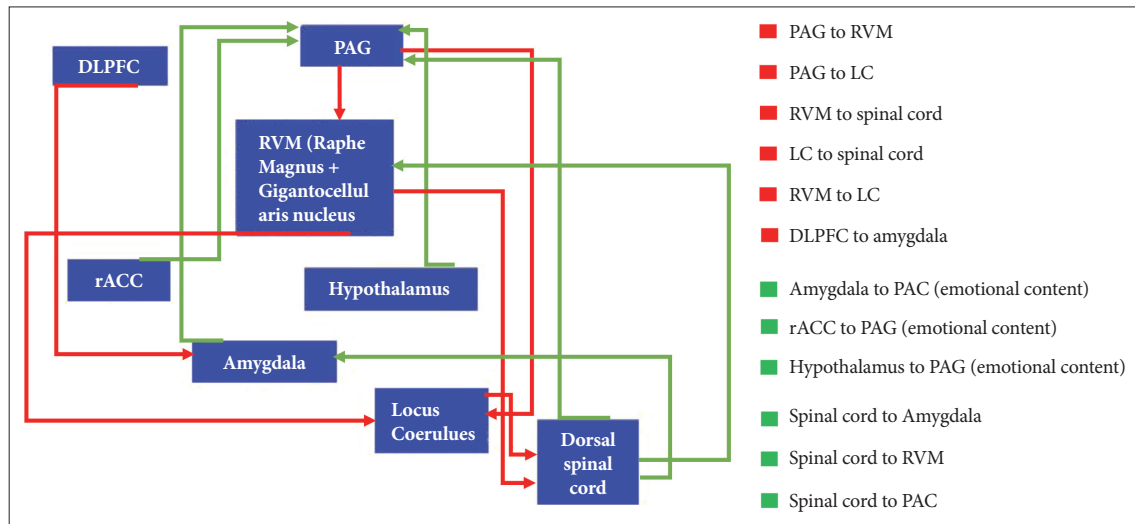 DLPFC
PAG
RVM (Raphe
Magnus +
Gigantocellul
aris nucleus
rACC
Hypothalamus
Amygdala
Locus
Coerulues
Dorsal
spinal
cord
PAG to RVM
PAG to LC
RVM to spinal cord
LC to spinal cord
RVM to LC
DLPFC to amygdala
Amygdala to PAC (emotional content)
rACC to PAG (emotional content)
Hypothalamus to PAG (emotional content)
Spinal cord to Amygdala
Spinal cord to RVM
Spinal cord to PAC